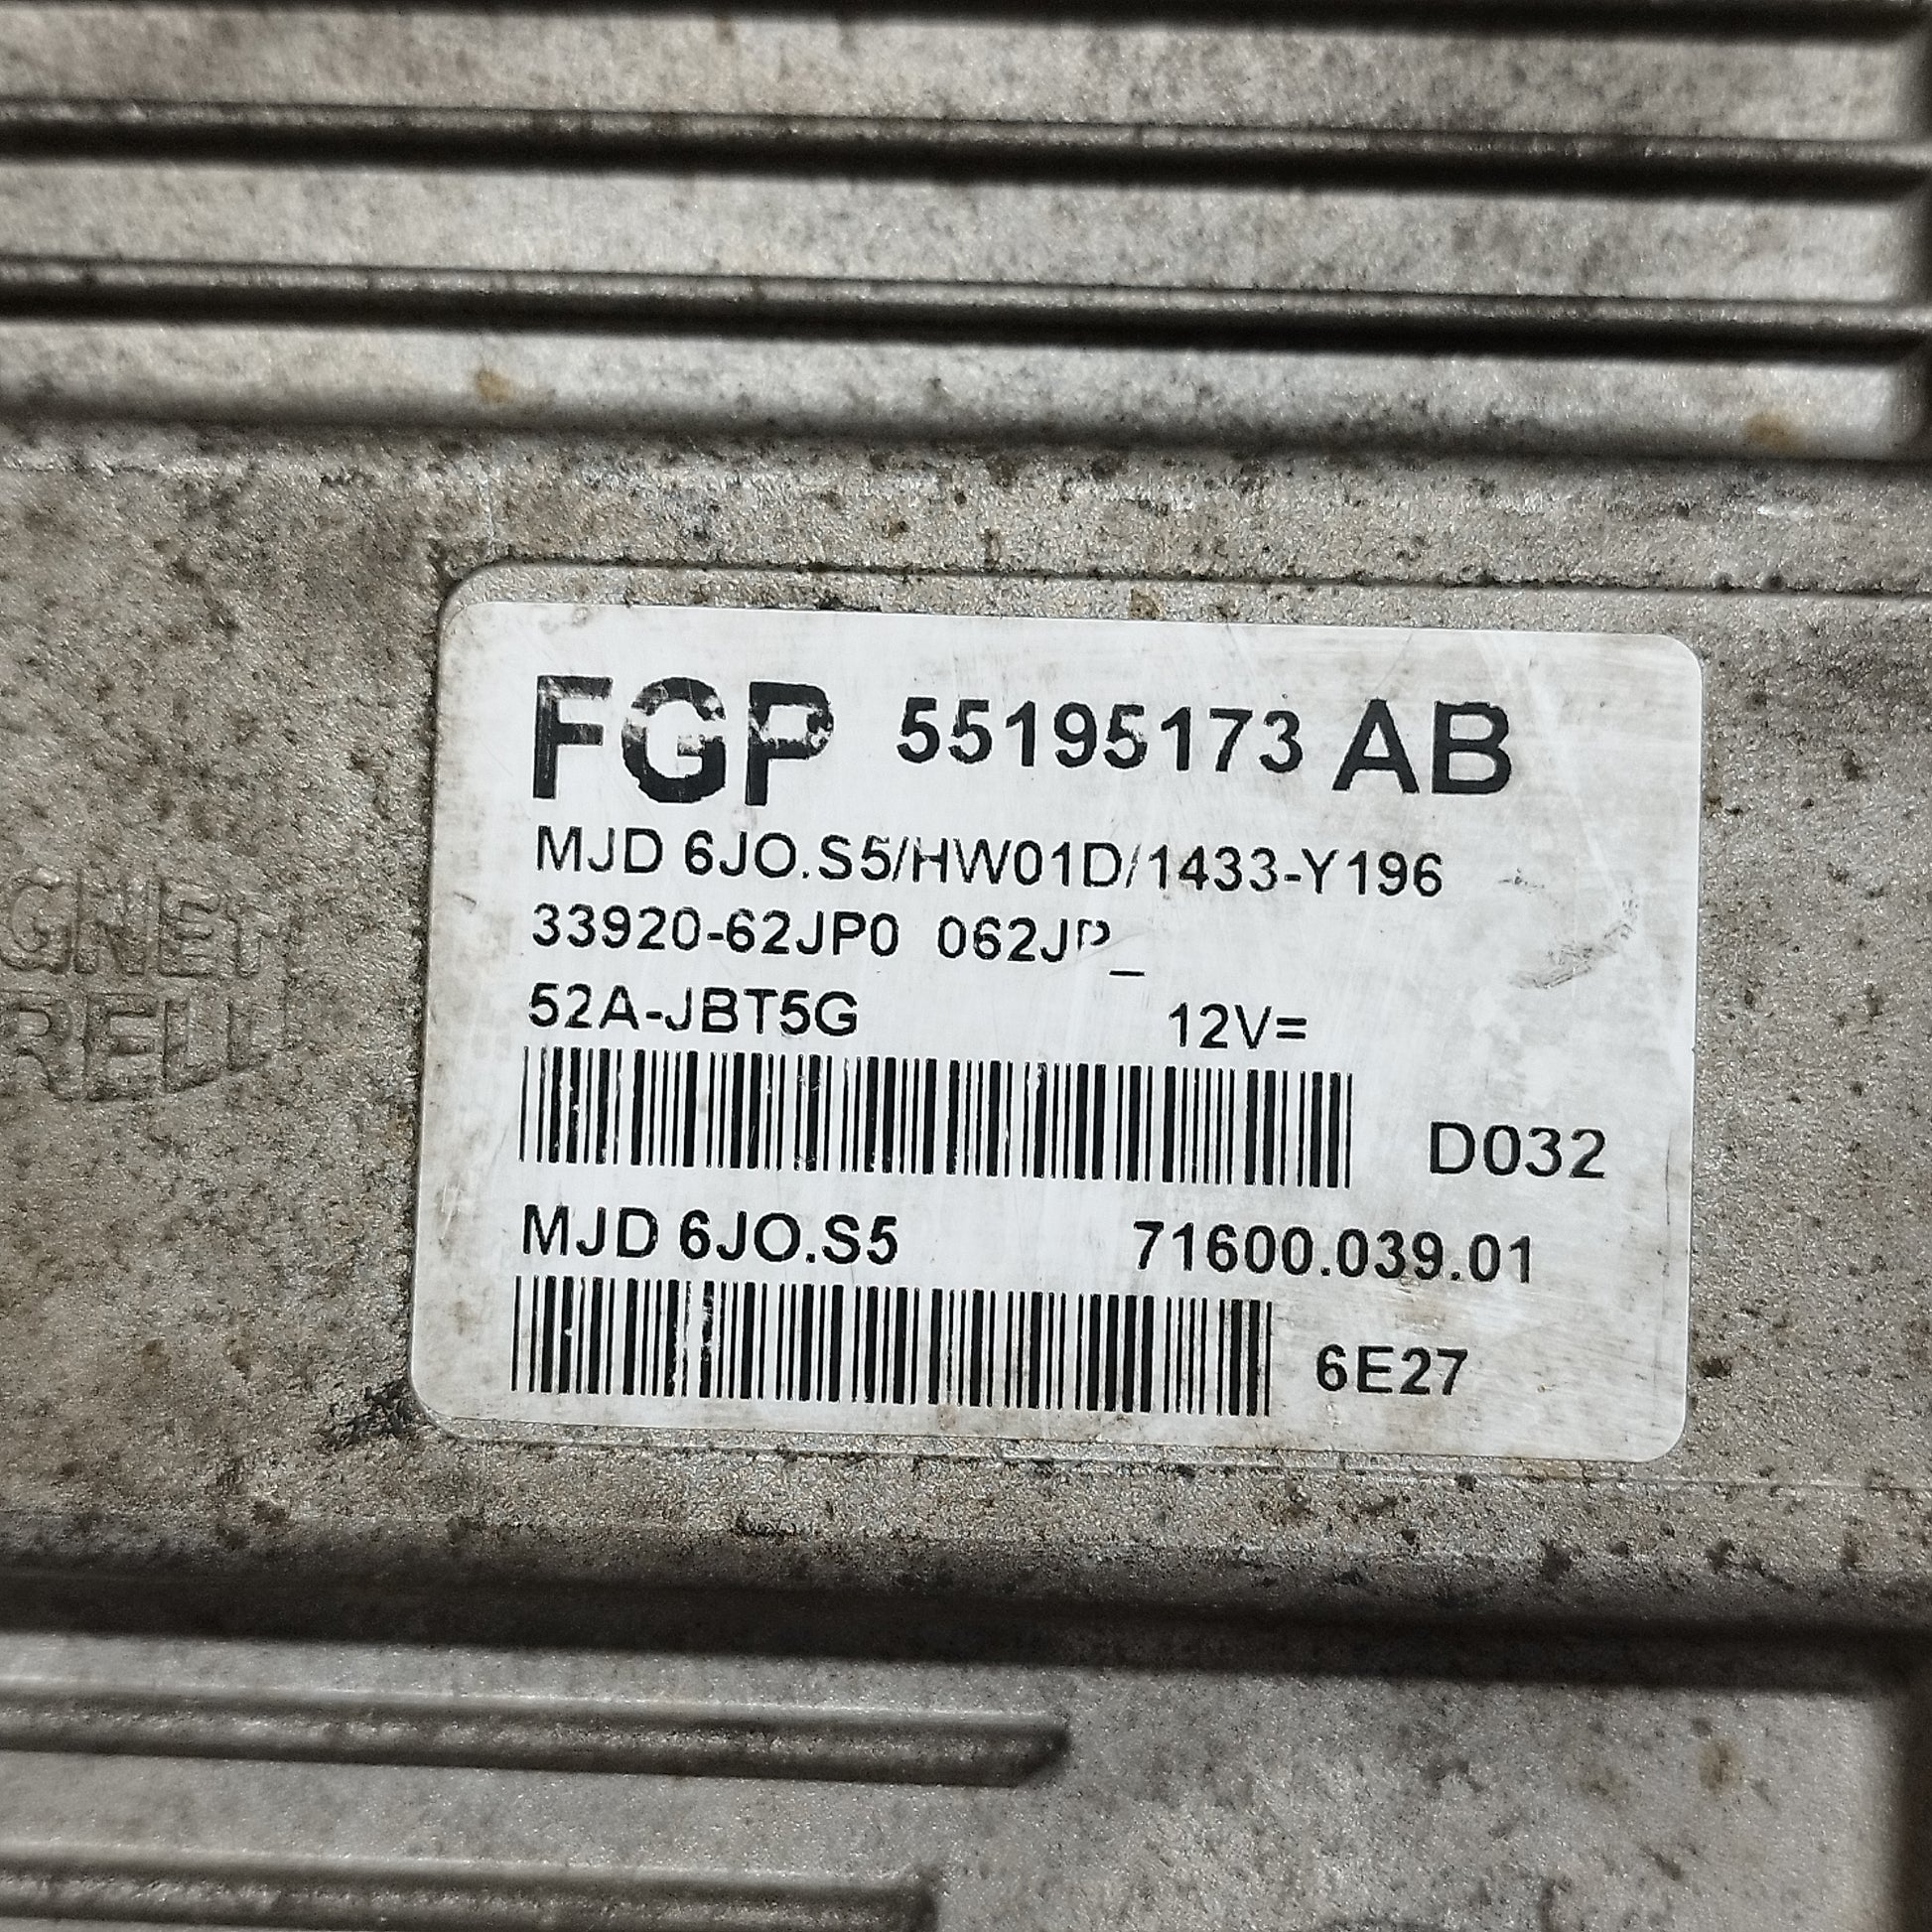 FGP 55195173 AB
MJD 6JO.S5/HW01D/1433-Y196
33920-62JP0 062JP_
52A-JBT5G 12V=
D032
MJD 6JO.S5 71600.039.01
6E27